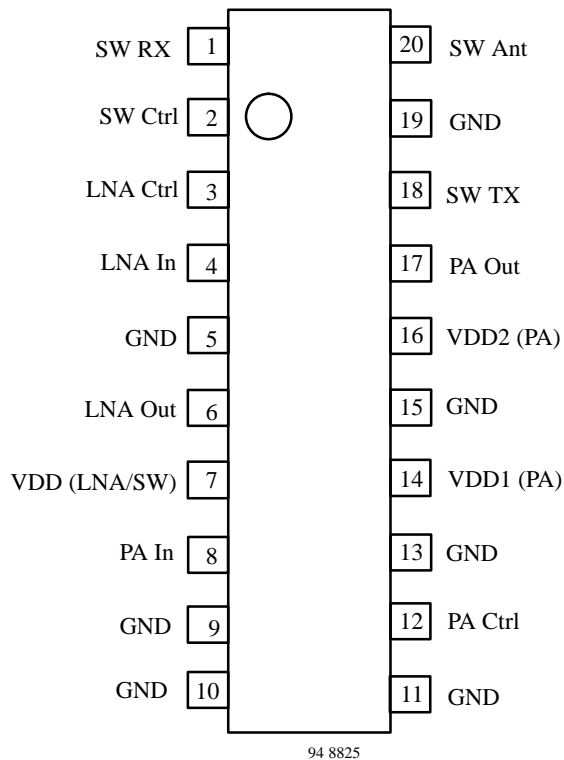 SW RX 1 20 SW Ant
SW Ctrl 2 19 GND
LNA Ctrl 3 18 SW TX
LNA In 4 17 PA Out
GND 5 16 VDD2 (PA)
LNA Out 6 15 GND
VDD (LNA/SW) 7 14 VDD1 (PA)
PA In 8 13 GND
GND 9 12 PA Ctrl
GND 10 11 GND
94 8825